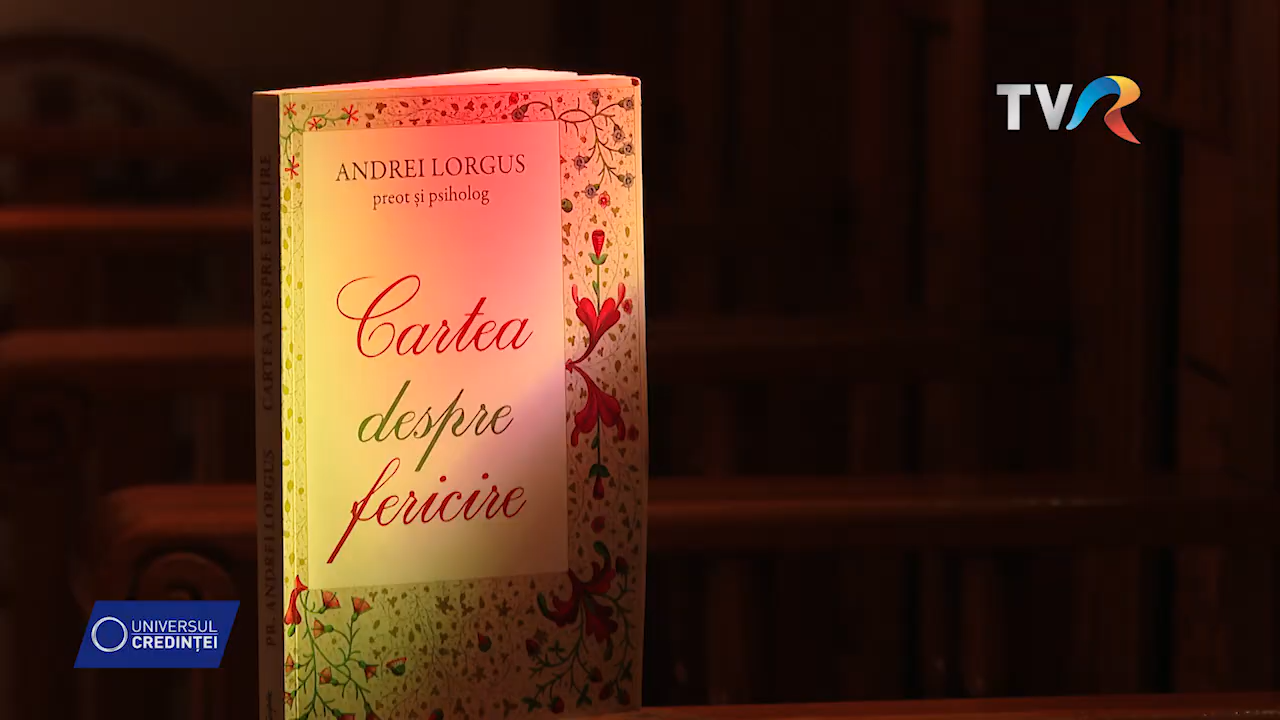 TVR
ANDREI LORGUS
preot și psiholog
Cartea
despre
fericire
PR. ANDREI LORGUS CARTEA DESPRE FERICIRE
UNIVERSUL
CREDINȚEI